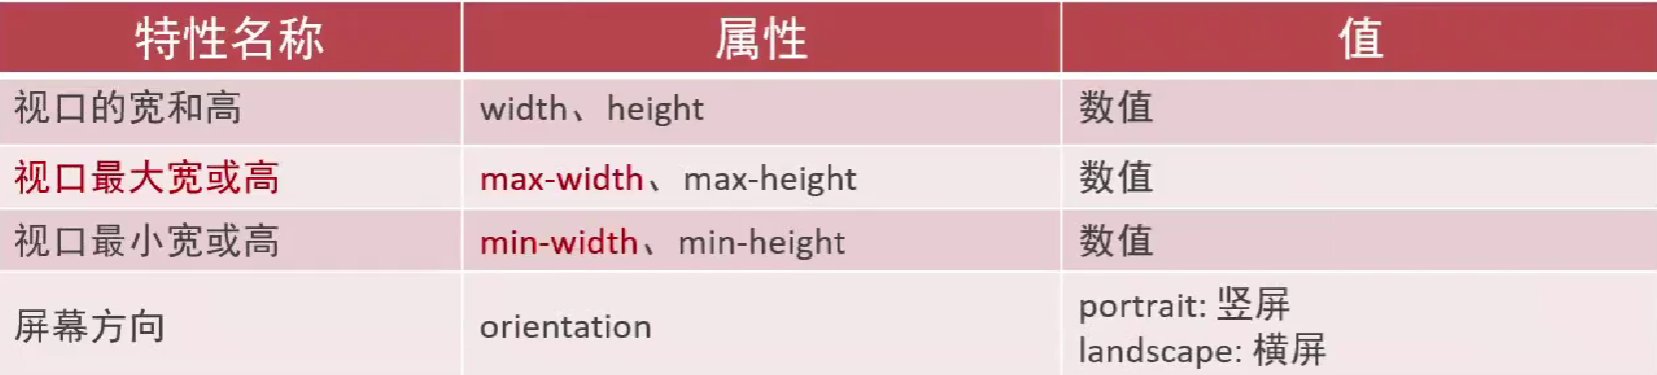 特性名称 属性 值
视口的宽和高 width、height 数值
视口最大宽或高 max-width、max-height 数值
视口最小宽或高 min-width、min-height 数值
屏幕方向 orientation portrait: 竖屏
landscape: 横屏